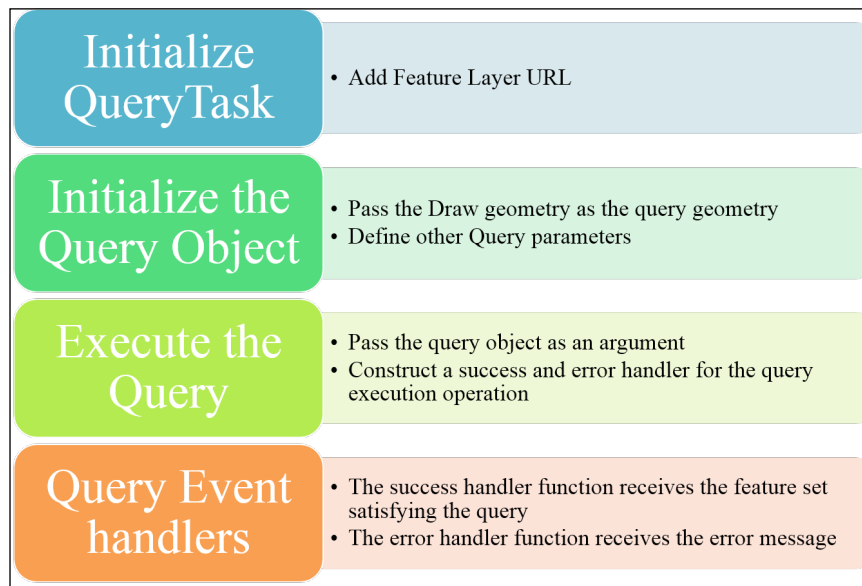 Initialize
QueryTask
• Add Feature Layer URL
Initialize the
Query Object
• Pass the Draw geometry as the query geometry
• Define other Query parameters
Execute the
Query
• Pass the query object as an argument
• Construct a success and error handler for the query
execution operation
Query Event
handlers
• The success handler function receives the feature set
satisfying the query
• The error handler function receives the error message